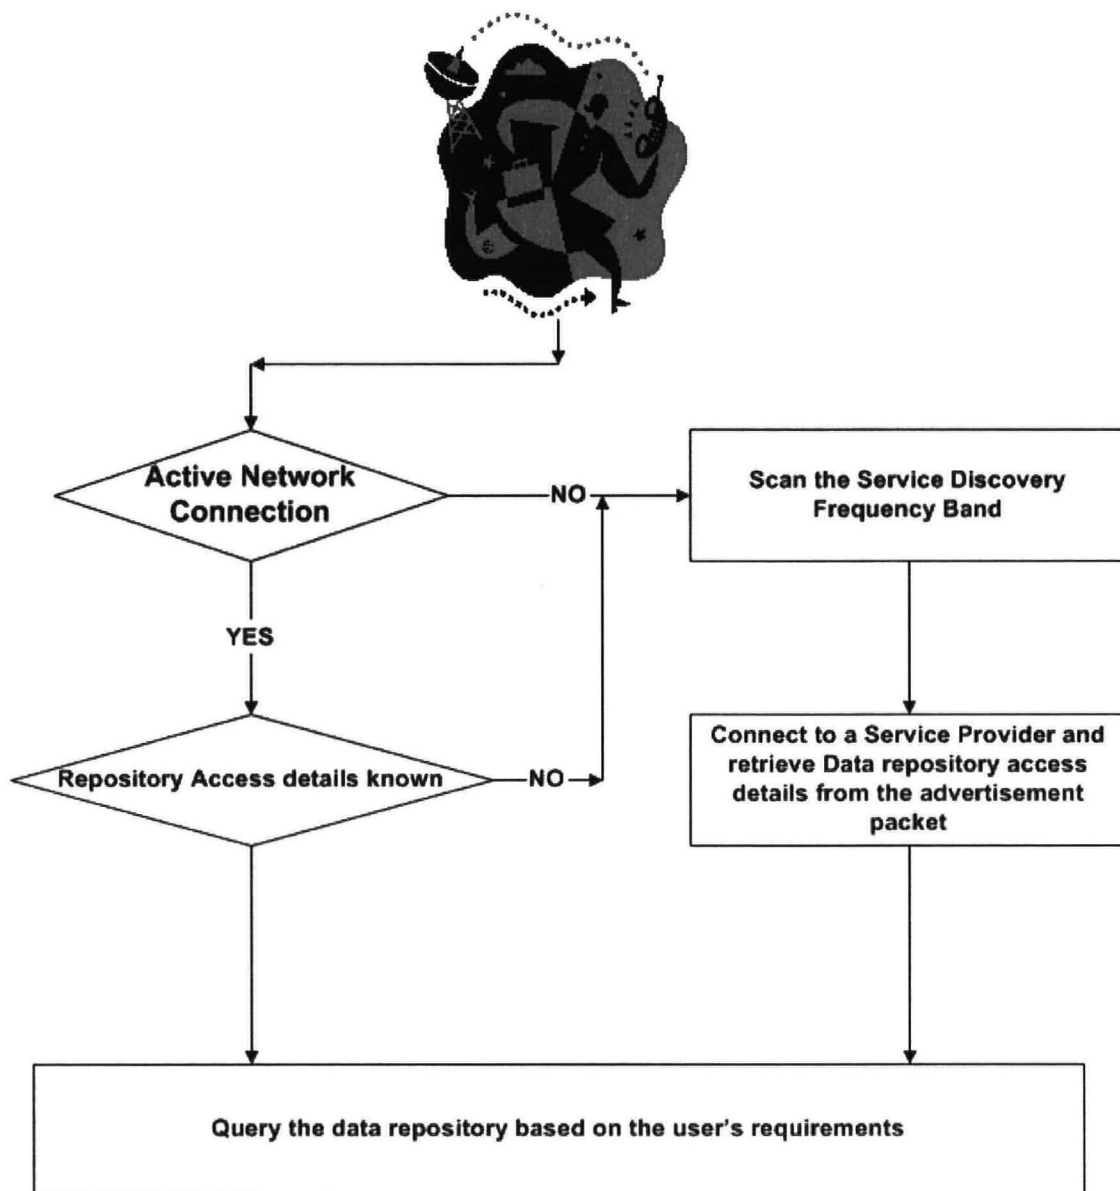 Active Network
Connection
NO
Scan the Service Discovery
Frequency Band
YES
Repository Access details known
NO
Connect to a Service Provider and
retrieve Data repository access
details from the advertisement
packet
Query the data repository based on the user's requirements